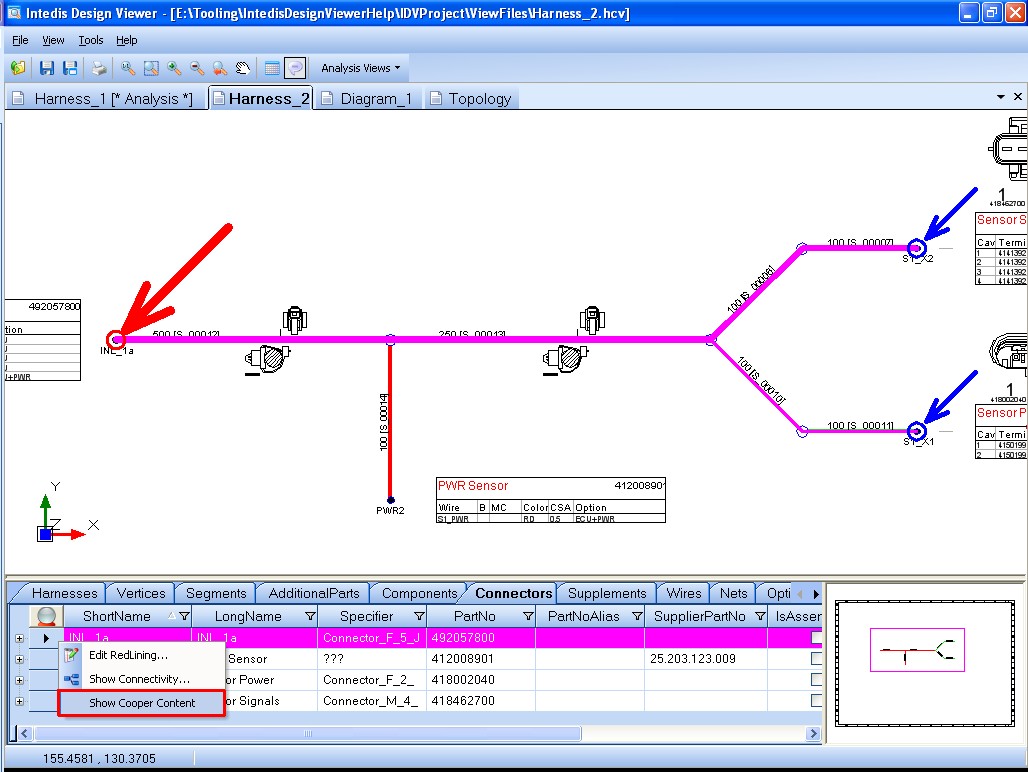 Intedis Design Viewer - [E:\Tooling\IntedisDesignViewerHelp\IDVProject\ViewFiles\Harness_2.hcv]
File View Tools Help
Analysis Views
Harness_1 [* Analysis *] Harness_2 Diagram_1 Topology
1
418462700
Sensor S
Cav Termi
1 4141392
2 4141392
3 4141392
4 4141392
100 [S_00007]
S1_X2
100 [S_00006]
492057800
tion
U+PWR
500 [S_00012]
INL_1a
250 [S_00013]
100 [S_00010]
100 [S_00014]
1
418002040
Sensor P
Cav Termi
1 4150199
2 4150199
100 [S_00011]
S1_X1
PWR2
PWR Sensor 412008901
Wire B MC Color CSA Option
S1_PWR RD 0.5 ECU+PWR
Y
Z
X
Harnesses Vertices Segments AdditionalParts Components Connectors Supplements Wires Nets Opti
ShortName LongName Specifier PartNo PartNoAlias SupplierPartNo IsAssem
INL_1a INL_1a Connector_F_5_J 492057800
Sensor ??? 412008901 25.203.123.009
or Power Connector_F_2_ 418002040
or Signals Connector_M_4_ 418462700
Edit RedLining...
Show Connectivity...
Show Cooper Content
155.4581 , 130.3705